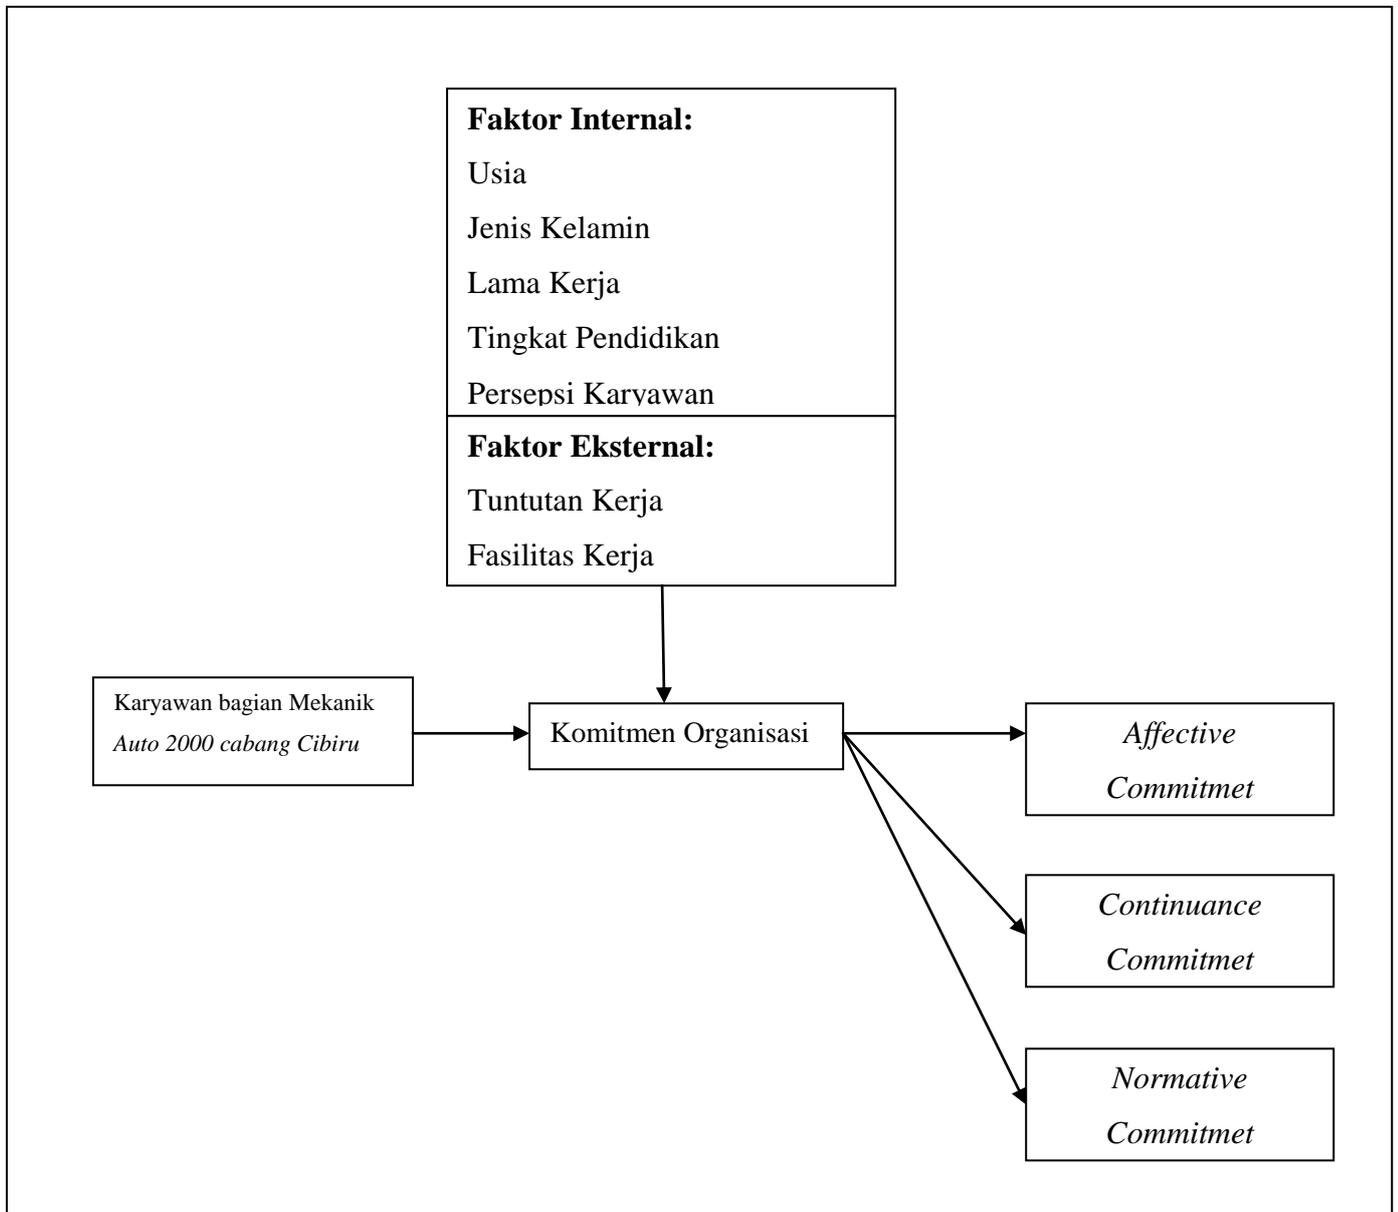 Faktor Internal:
Usia
Jenis Kelamin
Lama Kerja
Tingkat Pendidikan
Persepsi Karyawan
Faktor Eksternal:
Tuntutan Kerja
Fasilitas Kerja
Karyawan bagian Mekanik
Auto 2000 cabang Cibiru
Komitmen Organisasi
Affective
Commitmet
Continuance
Commitmet
Normative
Commitmet